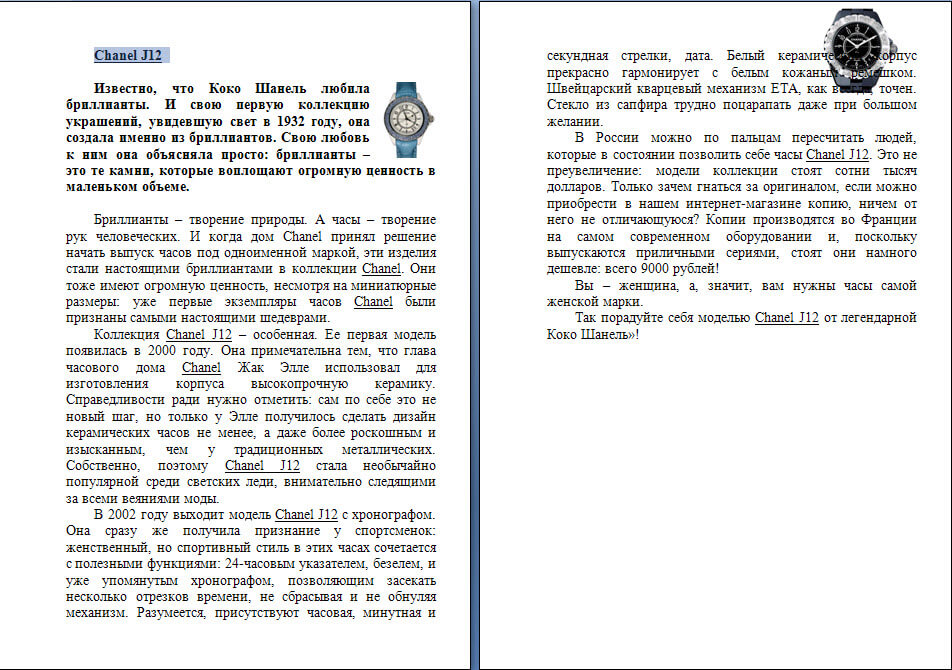 Chanel J12
Известно, что Коко Шанель любила
бриллианты. И свою первую коллекцию
украшений, увидевшую свет в 1932 году, она
создала именно из бриллиантов. Свою любовь
к ним она объясняла просто: бриллианты –
это те камни, которые воплощают огромную ценность в
маленьком объеме.
Бриллианты – творение природы. А часы – творение
рук человеческих. И когда дом Chanel принял решение
начать выпуск часов под одноименной маркой, эти изделия
стали настоящими бриллиантами в коллекции Chanel. Они
тоже имеют огромную ценность, несмотря на миниатюрные
размеры: уже первые экземпляры часов Chanel были
признаны самыми настоящими шедеврами.
Коллекция Chanel J12 – особенная. Ее первая модель
появилась в 2000 году. Она примечательна тем, что глава
часового дома Chanel Жак Элле использовал для
изготовления корпуса высокопрочную керамику.
Справедливости ради нужно отметить: сам по себе это не
новый шаг, но только у Элле получилось сделать дизайн
керамических часов не менее, а даже более роскошным и
изысканным, чем у традиционных металлических.
Собственно, поэтому Chanel J12 стала необычайно
популярной среди светских леди, внимательно следящими
за всеми веяниями моды.
В 2002 году выходит модель Chanel J12 с хронографом.
Она сразу же получила признание у спортсменок:
женственный, но спортивный стиль в этих часах сочетается
с полезными функциями: 24-часовым указателем, безелем, и
уже упомянутым хронографом, позволяющим засекать
несколько отрезков времени, не сбрасывая и не обнуляя
механизм. Разумеется, присутствуют часовая, минутная и
секундная стрелки, дата. Белый керамический корпус
прекрасно гармонирует с белым кожаным ремешком.
Швейцарский кварцевый механизм ETA, как всегда, точен.
Стекло из сапфира трудно поцарапать даже при большом
желании.
В России можно по пальцам пересчитать людей,
которые в состоянии позволить себе часы Chanel J12. Это не
преувеличение: модели коллекции стоят сотни тысяч
долларов. Только зачем гнаться за оригиналом, если можно
приобрести в нашем интернет-магазине копию, ничем от
него не отличающуюся? Копии производятся во Франции
на самом современном оборудовании и, поскольку
выпускаются приличными сериями, стоят они намного
дешевле: всего 9000 рублей!
Вы – женщина, а, значит, вам нужны часы самой
женской марки.
Так порадуйте себя моделью Chanel J12 от легендарной
Коко Шанель»!